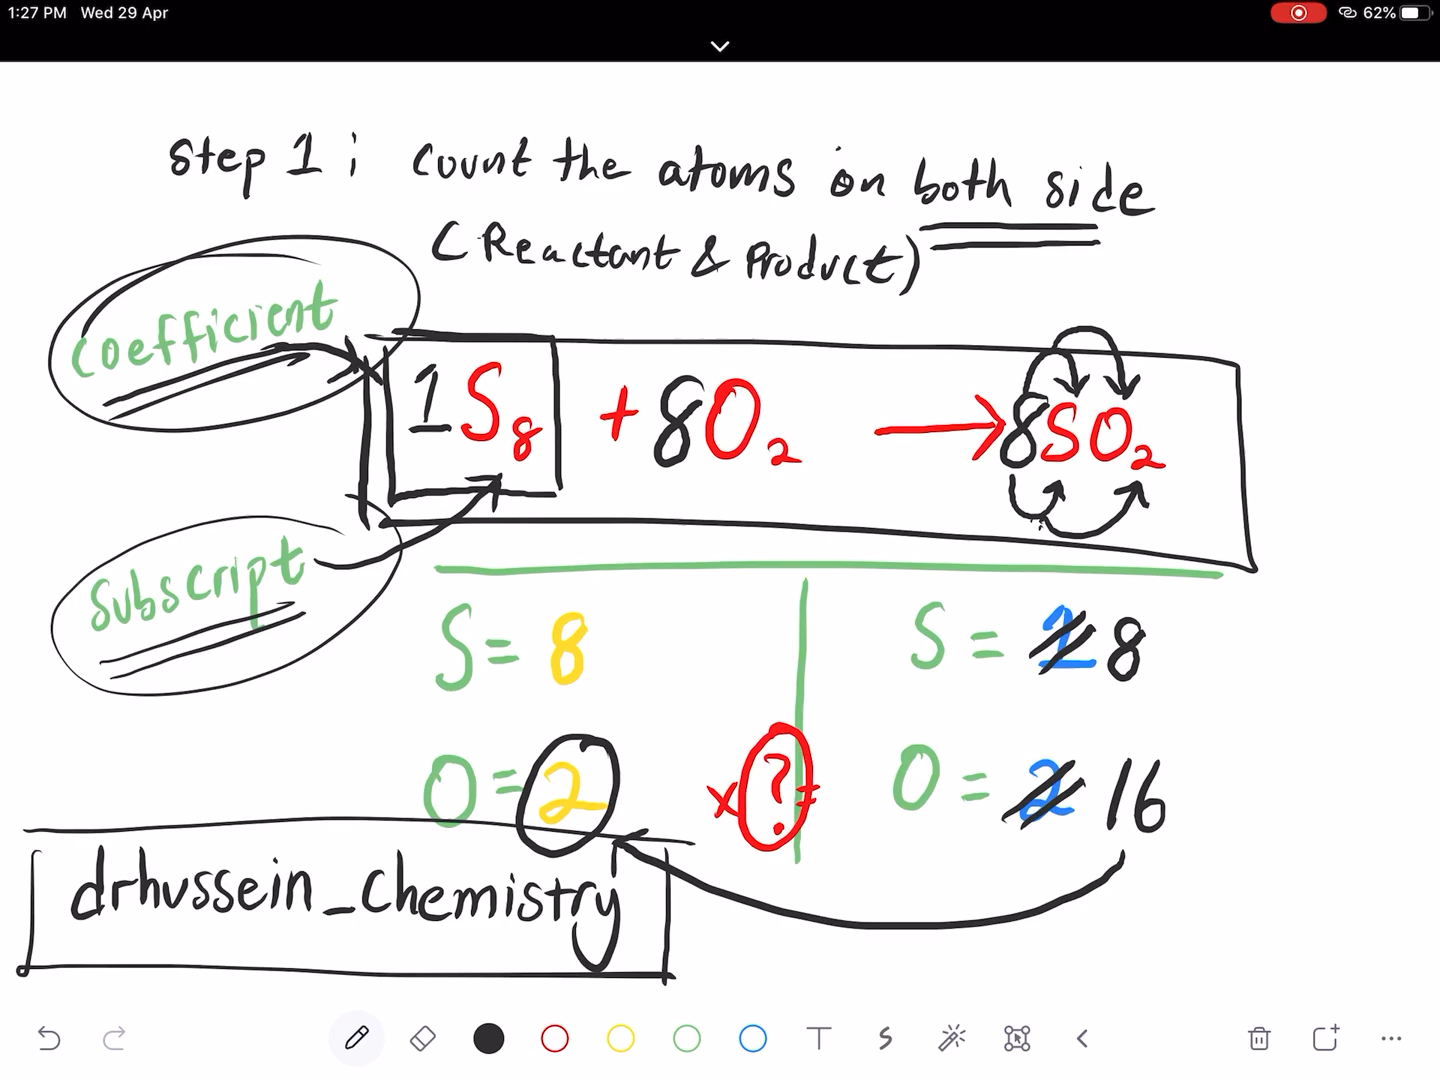 1:27 PM Wed 29 Apr
62%
Step 1: Count the atoms on both side
(Reactant & Product)
Coefficient
1S₈ + 8O₂ → 8SO₂
Subscript
S = 8
S = 1 8
O = 2
x ? =
O = 2 16
drhussein_Chemistry
T